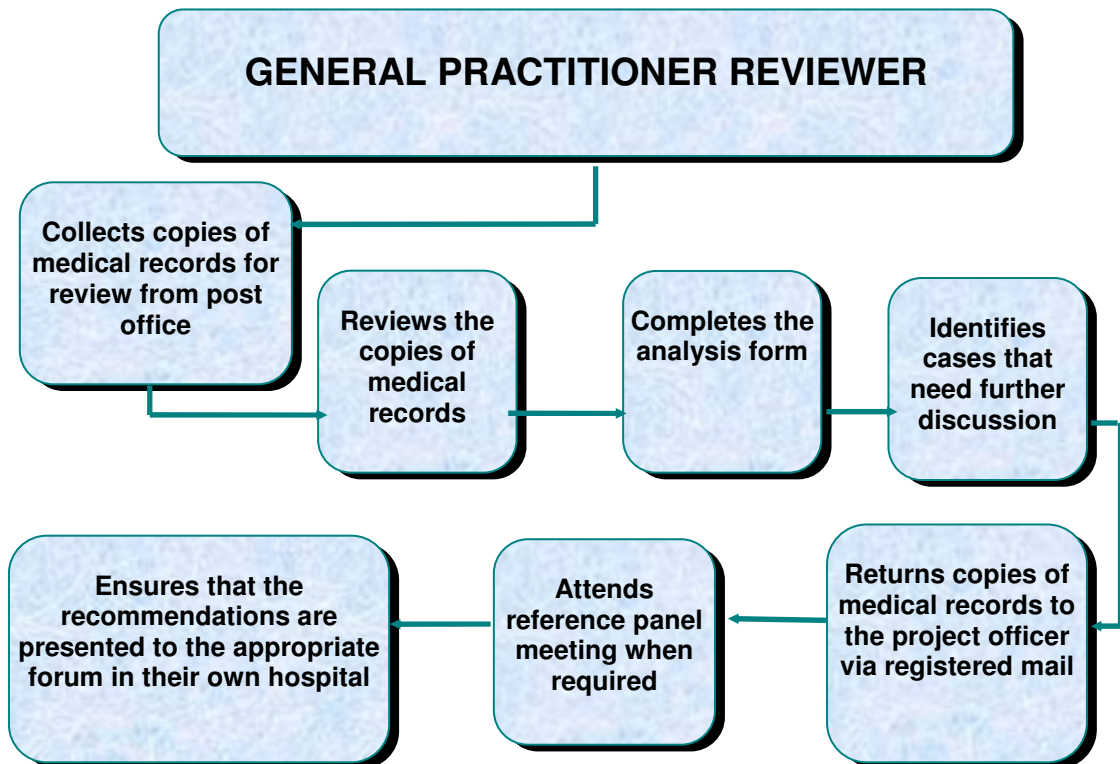 GENERAL PRACTITIONER REVIEWER
Collects copies of
medical records for
review from post
office
Reviews the
copies of
medical
records
Completes the
analysis form
Identifies
cases that
need further
discussion
Returns copies of
medical records to
the project officer
via registered mail
Attends
reference panel
meeting when
required
Ensures that the
recommendations are
presented to the appropriate
forum in their own hospital